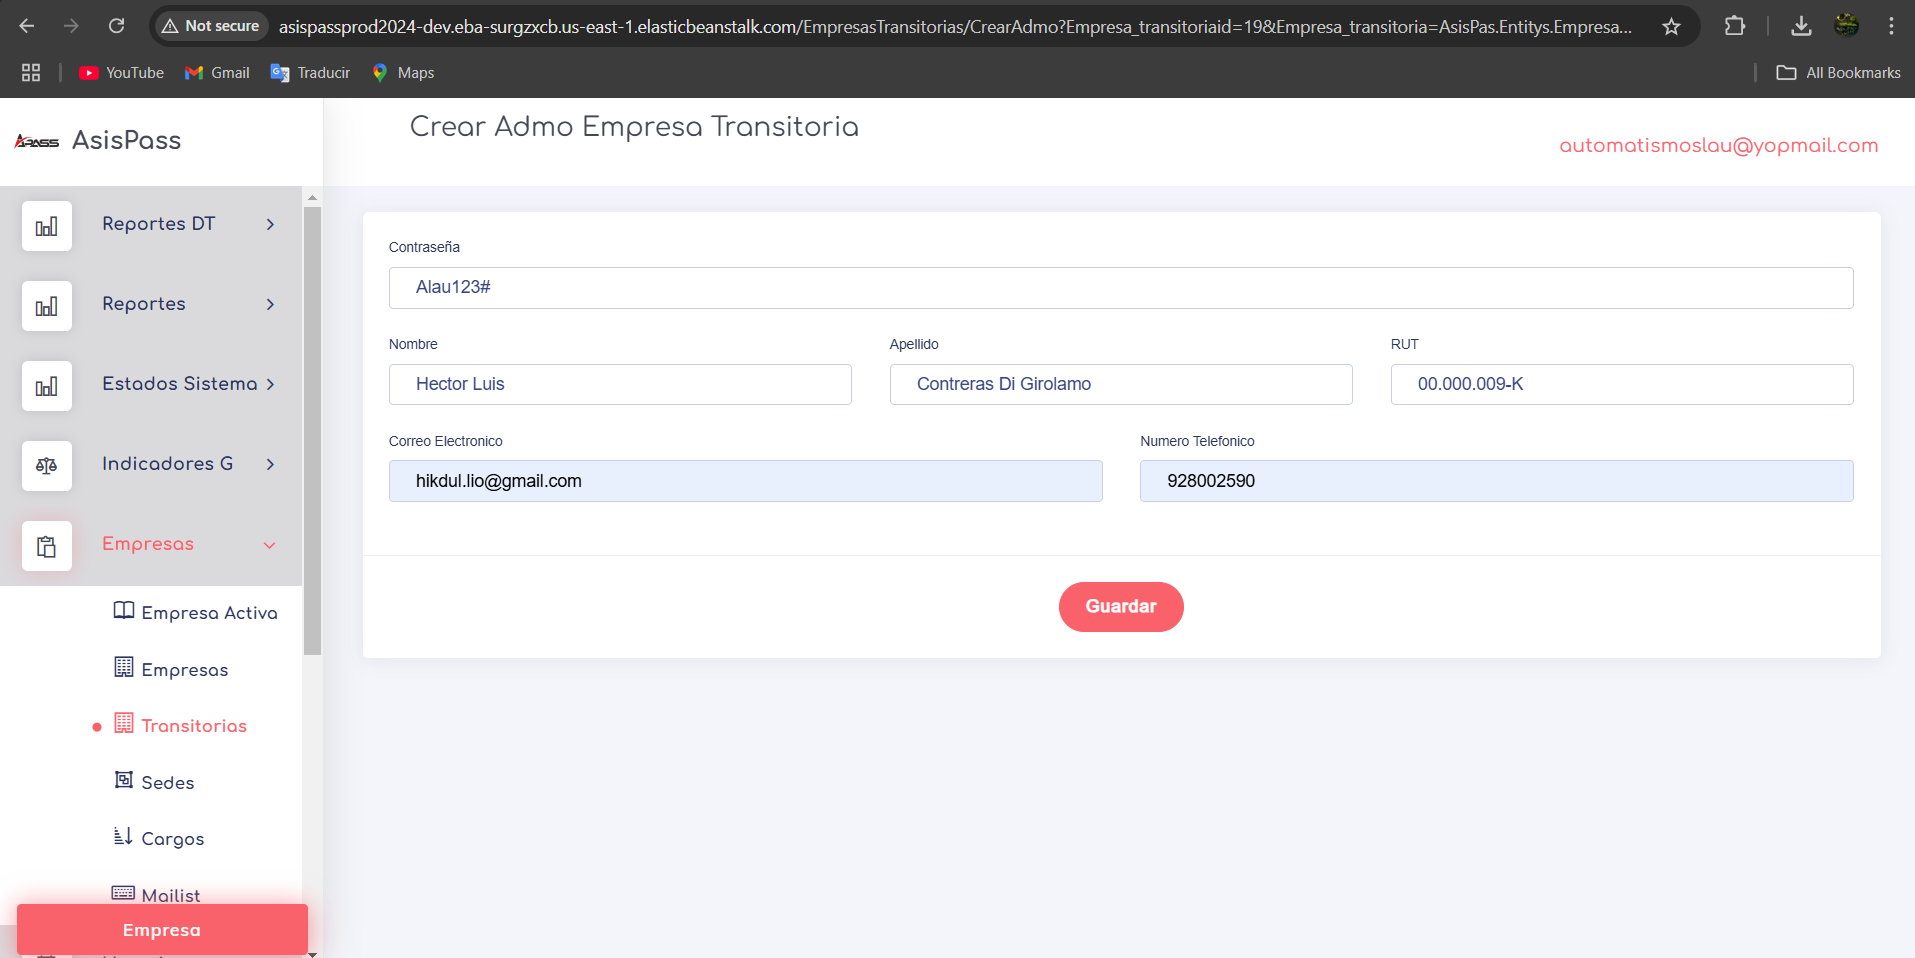 Not secure
asispassprod2024-dev.eba-surgzxcb.us-east-1.elasticbeanstalk.com/EmpresasTransitorias/CrearAdmo?Empresa_transitoriaid=19&Empresa_transitoria=AsisPas.Entitys.Empresa...
YouTube
Gmail
Traducir
Maps
All Bookmarks
APASS AsisPass
Crear Admo Empresa Transitoria
automatismoslau@yopmail.com
Reportes DT
Reportes
Estados Sistema
Indicadores G
Empresas
Empresa Activa
Empresas
Transitorias
Sedes
Cargos
Mailist
Empresa
Contraseña
Alau123#
Nombre
Apellido
RUT
Hector Luis
Contreras Di Girolamo
00.000.009-K
Correo Electronico
Numero Telefonico
hikdul.lio@gmail.com
928002590
Guardar